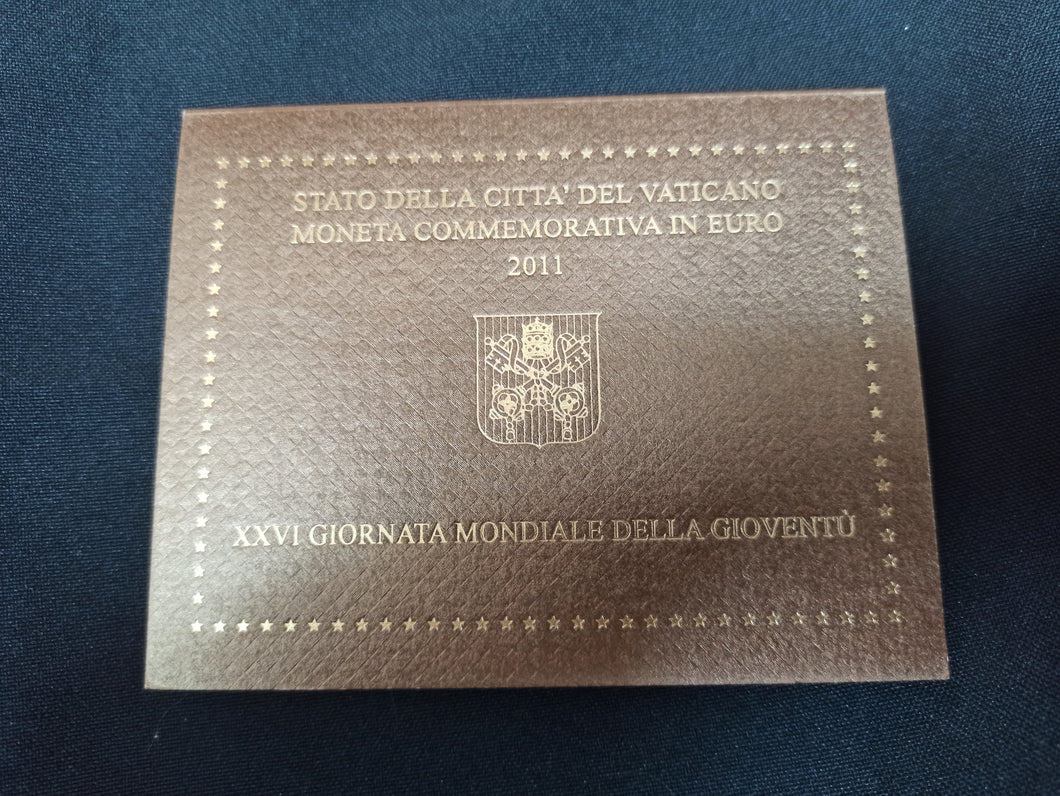 STATO DELLA CITTA' DEL VATICANO
MONETA COMMEMORATIVA IN EURO
2011
XXVI GIORNATA MONDIALE DELLA GIOVENTÙ